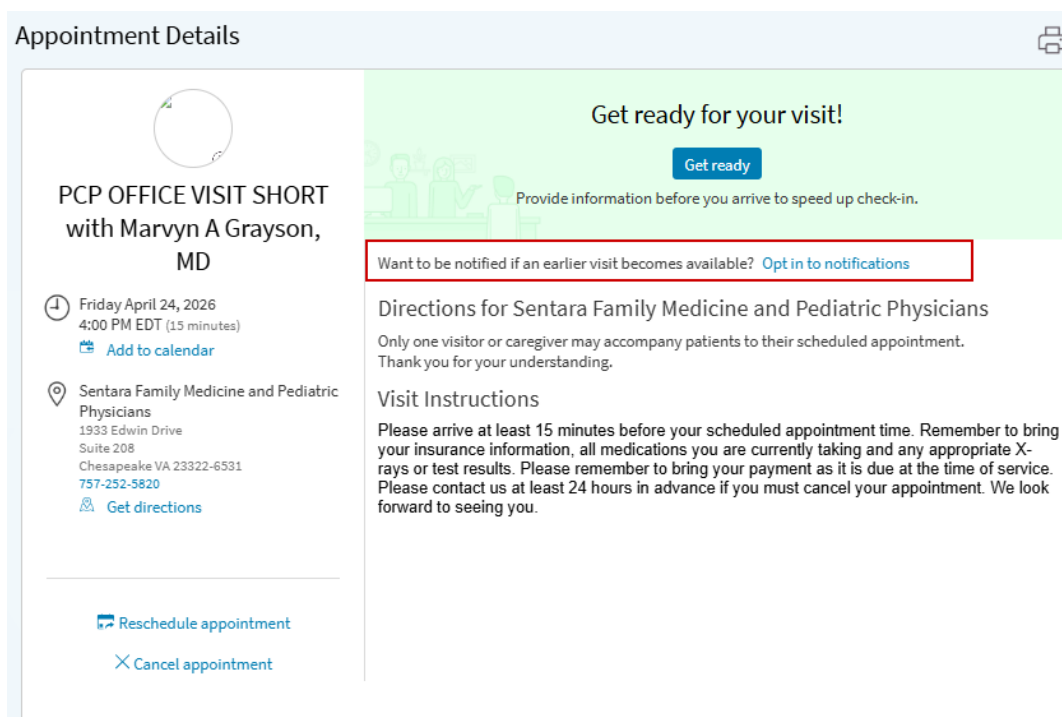 Appointment Details
PCP OFFICE VISIT SHORT
with Marvyn A Grayson,
MD
Friday April 24, 2026
4:00 PM EDT (15 minutes)
Add to calendar
Sentara Family Medicine and Pediatric
Physicians
1933 Edwin Drive
Suite 208
Chesapeake VA 23322-6531
757-252-5820
Get directions
Reschedule appointment
Cancel appointment
Get ready for your visit!
Get ready
Provide information before you arrive to speed up check-in.
Want to be notified if an earlier visit becomes available? Opt in to notifications
Directions for Sentara Family Medicine and Pediatric Physicians
Only one visitor or caregiver may accompany patients to their scheduled appointment.
Thank you for your understanding.
Visit Instructions
Please arrive at least 15 minutes before your scheduled appointment time. Remember to bring
your insurance information, all medications you are currently taking and any appropriate X-
rays or test results. Please remember to bring your payment as it is due at the time of service.
Please contact us at least 24 hours in advance if you must cancel your appointment. We look
forward to seeing you.